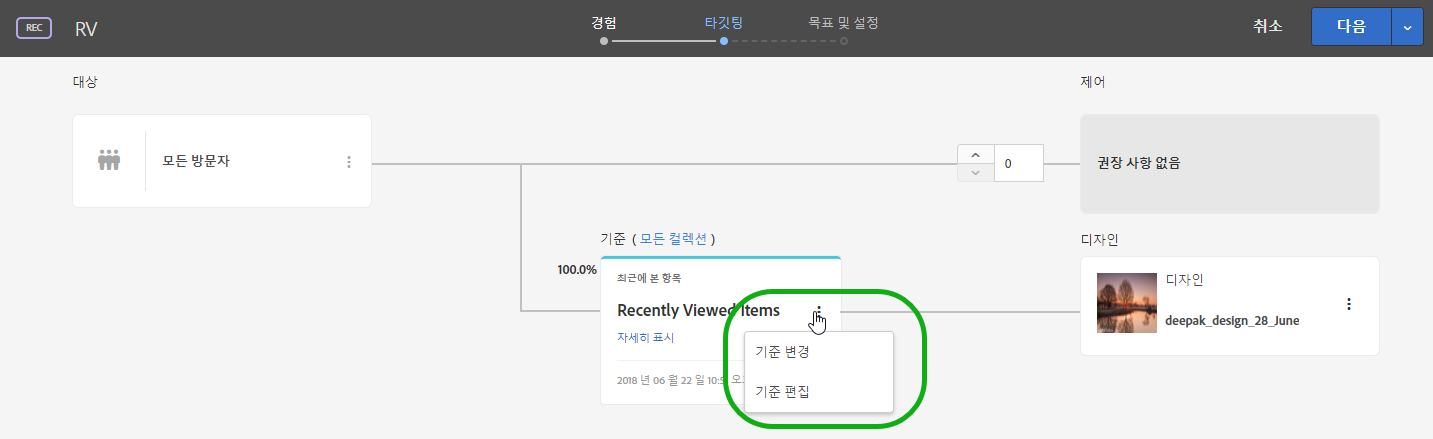 REC
RV
경험
타깃팅
목표 및 설정
취소
다음
대상
제어
모든 방문자
0
권장 사항 없음
기준 ( 모든 컬렉션 )
디자인
100.0%
최근에 본 항목
Recently Viewed Items
자세히 표시
기준 변경
기준 편집
2018 년 06 월 22 일 10:5
디자인
deepak_design_28_June